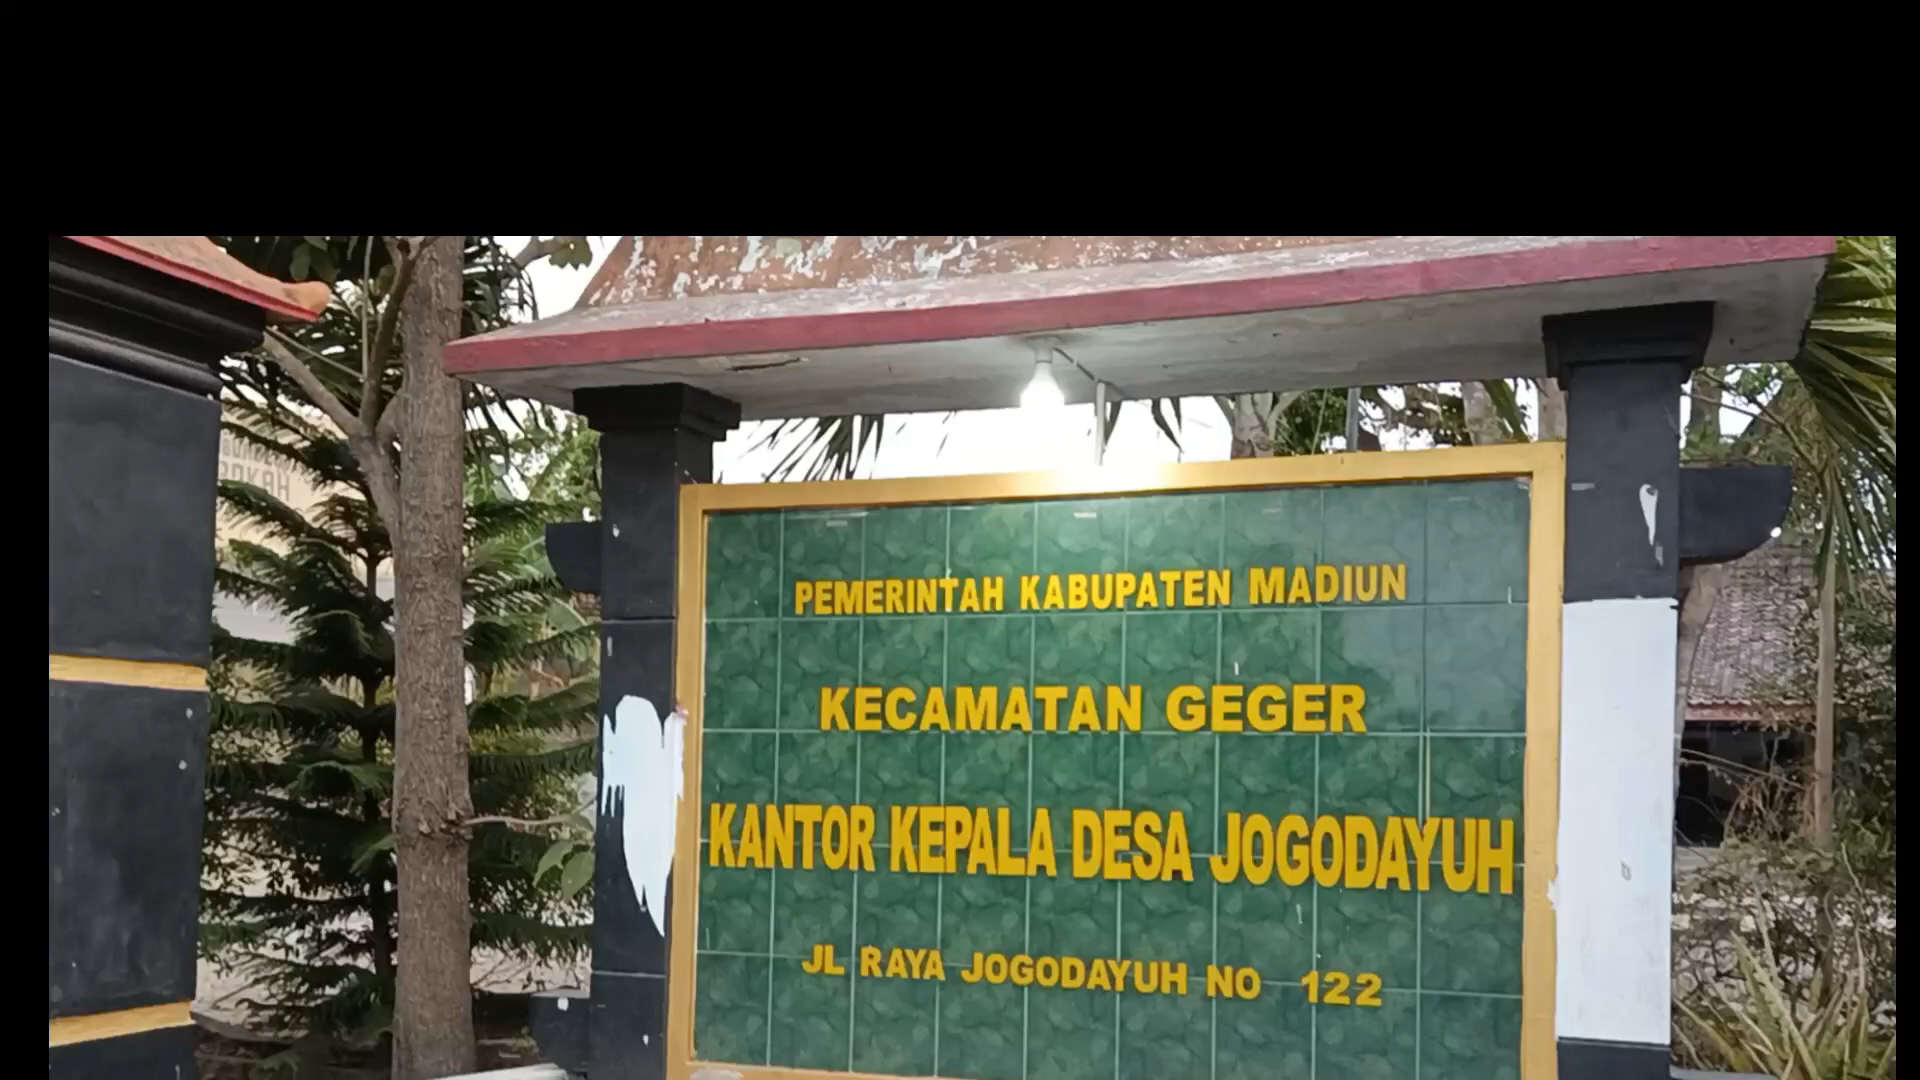 PEMERINTAH KABUPATEN MADIUN
KECAMATAN GEGER
KANTOR KEPALA DESA JOGODAYUH
JL RAYA JOGODAYUH NO 122